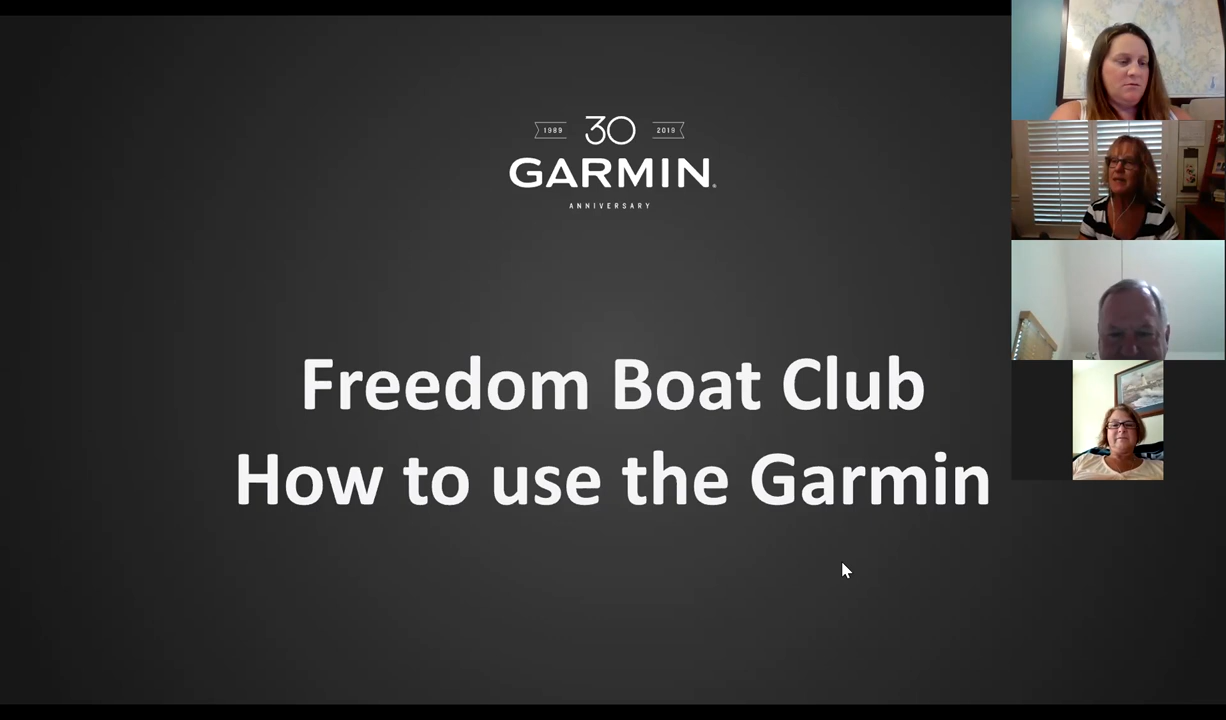 1989 30 2019
GARMIN®
ANNIVERSARY
Freedom Boat Club
How to use the Garmin